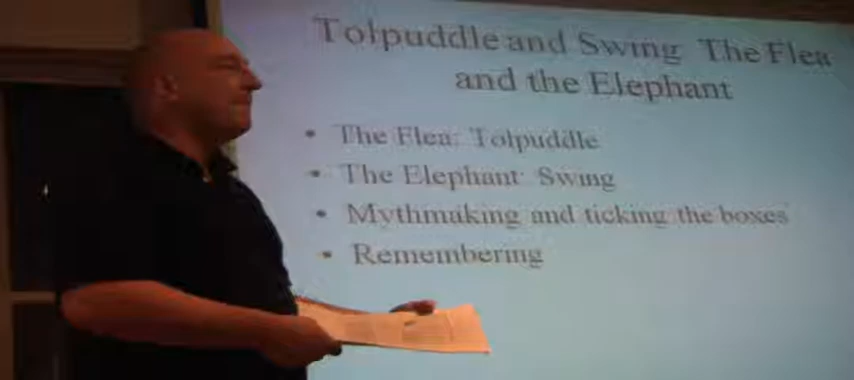 Tolpuddle and Swing The Flea
and the Elephant
• The Flea: Tolpuddle
• The Elephant: Swing
• Mythmaking and ticking the boxes
• Remembering